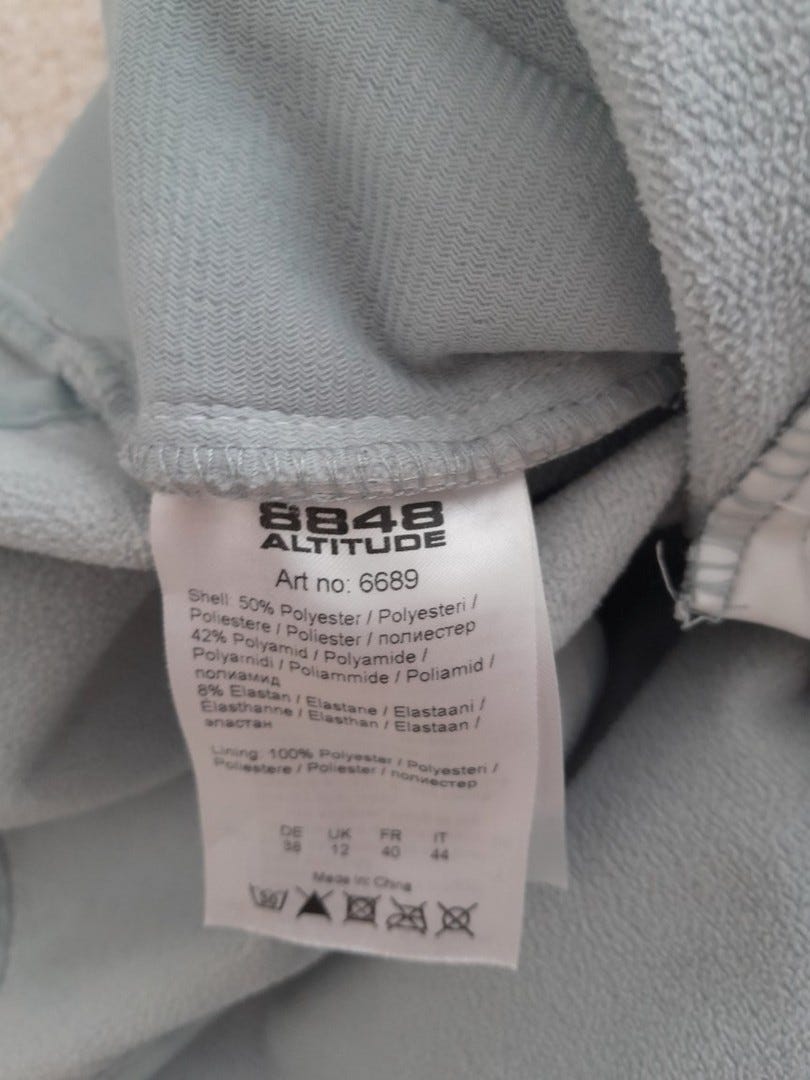 8848
ALTITUDE
Art no: 6689
Shell: 50% Polyester / Polyesteri /
Poliestere / Poliester / полиестер
42% Polyamid / Polyamide /
Polyamidi / Poliammide / Poliamid /
полиамид
8% Elastan / Elastane / Elastaani /
Élasthanne / Elasthan / Elastaan /
эластан
Lining: 100% Polyester / Polyesteri /
Poliestere / Poliester / полиестер
DE UK FR IT
38 12 40 44
Made in: China